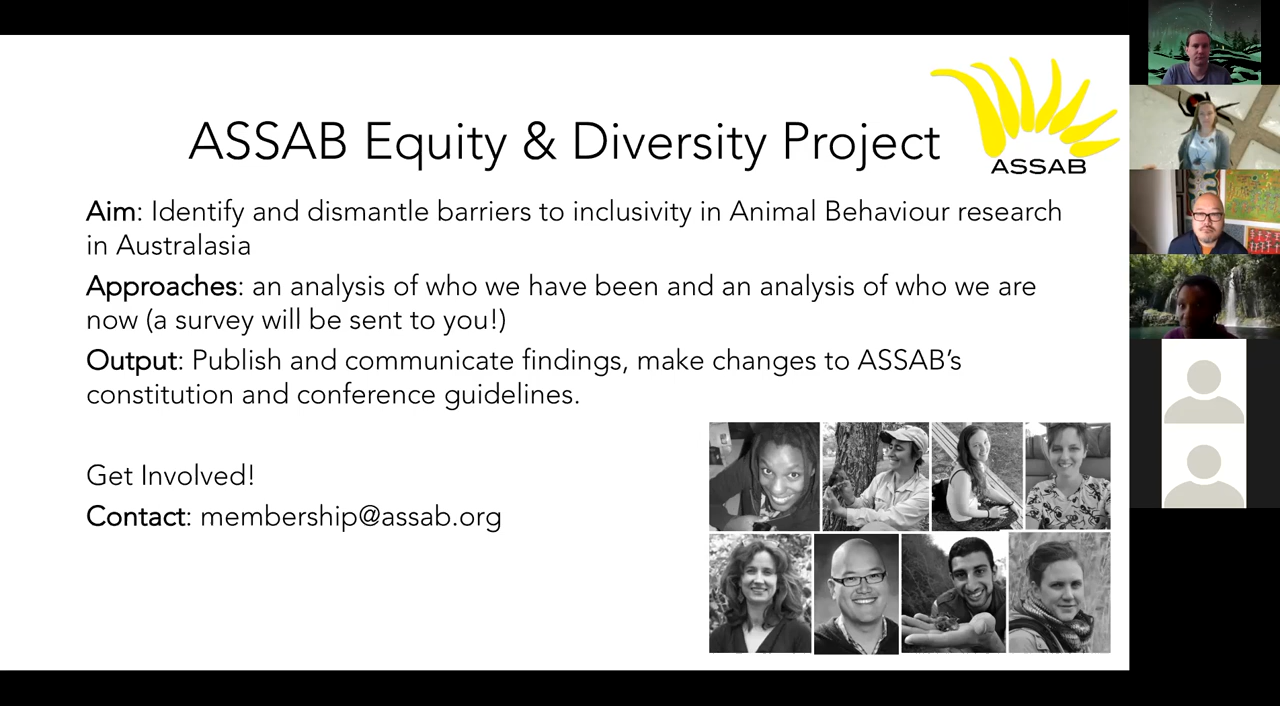 ASSAB
ASSAB Equity & Diversity Project
Aim: Identify and dismantle barriers to inclusivity in Animal Behaviour research
in Australasia
Approaches: an analysis of who we have been and an analysis of who we are
now (a survey will be sent to you!)
Output: Publish and communicate findings, make changes to ASSAB’s
constitution and conference guidelines.
Get Involved!
Contact: membership@assab.org